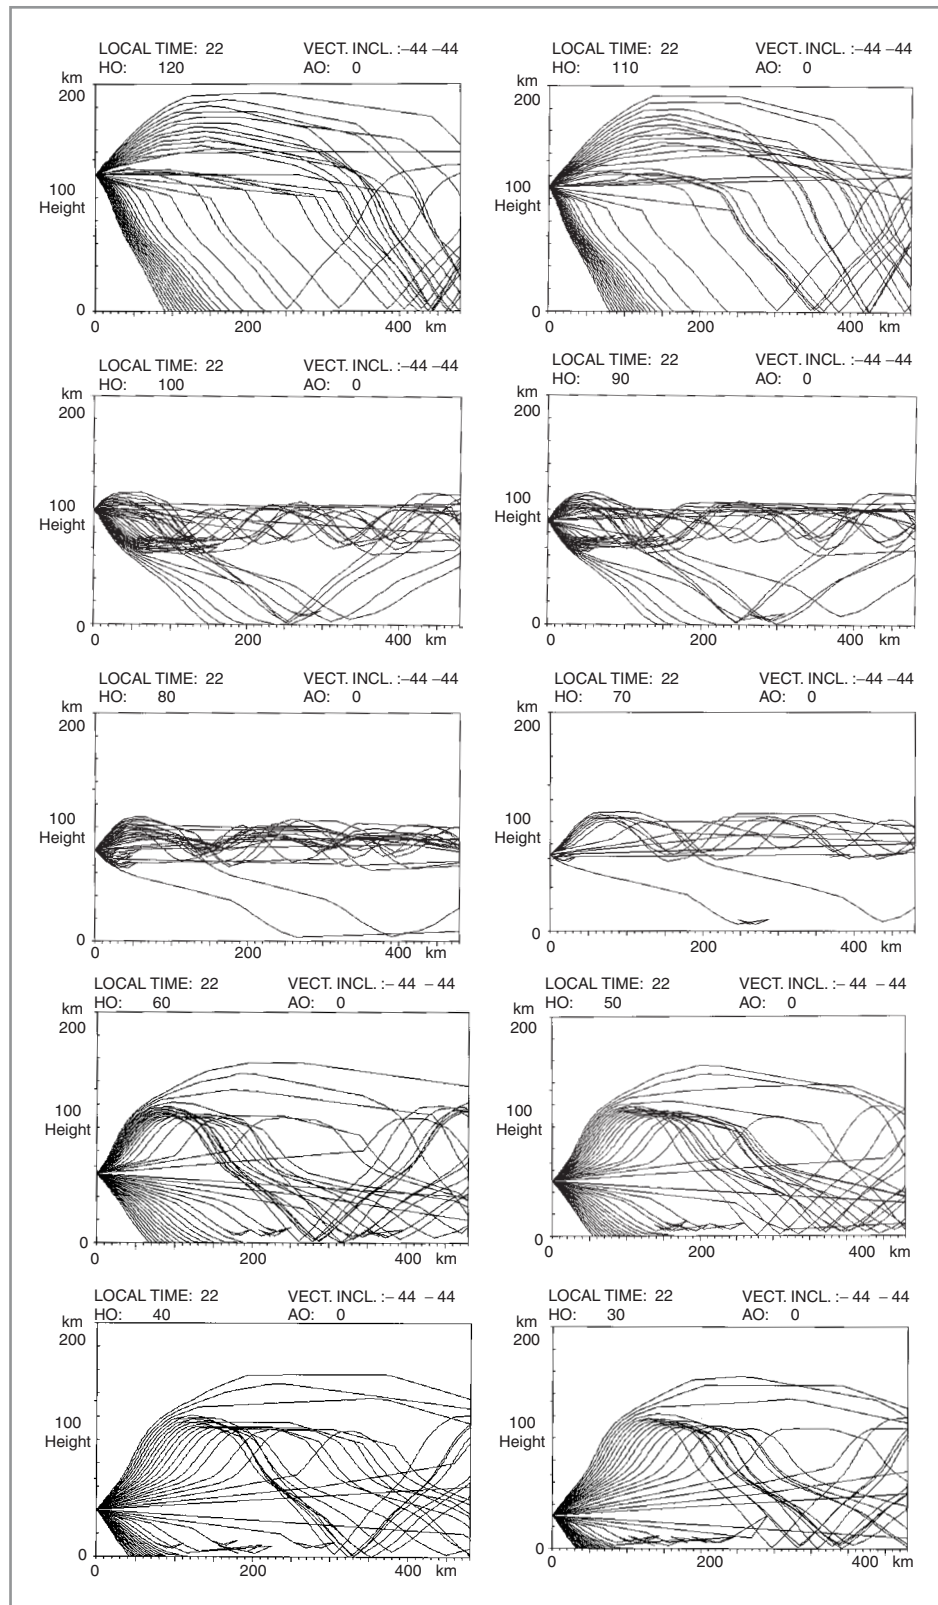 LOCAL TIME: 22 VECT. INCL. :–44 –44
HO: 120 AO: 0
km
200
100
Height
0
0 200 400 km
LOCAL TIME: 22 VECT. INCL. :–44 –44
HO: 110 AO: 0
km
200
100
Height
0
0 200 400 km
LOCAL TIME: 22 VECT. INCL. :–44 –44
HO: 100 AO: 0
km
200
100
Height
0
0 200 400 km
LOCAL TIME: 22 VECT. INCL. :–44 –44
HO: 90 AO: 0
km
200
100
Height
0
0 200 400 km
LOCAL TIME: 22 VECT. INCL. :–44 –44
HO: 80 AO: 0
km
200
100
Height
0
0 200 400 km
LOCAL TIME: 22 VECT. INCL. :–44 –44
HO: 70 AO: 0
km
200
100
Height
0
0 200 400 km
LOCAL TIME: 22 VECT. INCL. :– 44 – 44
HO: 60 AO: 0
km
200
100
Height
0
0 200 400 km
LOCAL TIME: 22 VECT. INCL. :– 44 – 44
HO: 50 AO: 0
km
200
100
Height
0
200 400 km
LOCAL TIME: 22 VECT. INCL. :– 44 – 44
HO: 40 AO: 0
km
200
100
Height
0
0 200 400 km
LOCAL TIME: 22 VECT. INCL. :– 44 – 44
HO: 30 AO: 0
km
200
100
Height
0
0 200 400 km